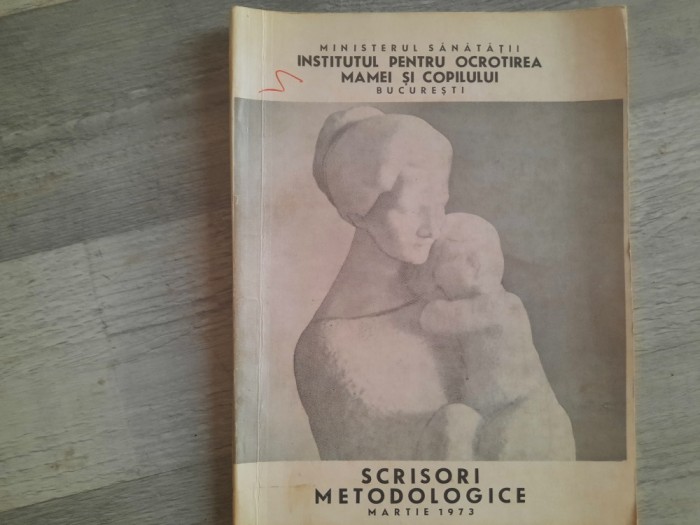 MINISTERUL SĂNĂTĂȚII
INSTITUTUL PENTRU OCROTIREA
MAMEI ȘI COPILULUI
BUCUREȘTI
SCRISORI
METODOLOGICE
MARTIE 1973